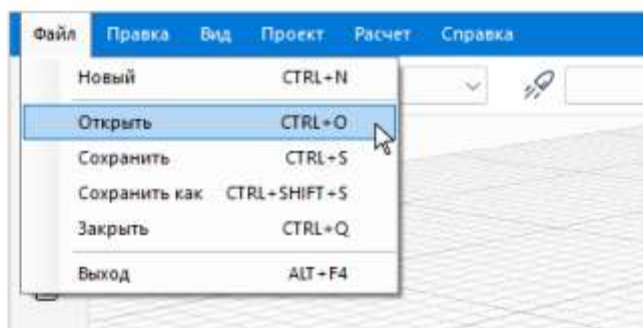 Файл Правка Вид Проект Расчет Справка
Новый CTRL+N
Открыть CTRL+O
Сохранить CTRL+S
Сохранить как CTRL+SHIFT+S
Закрыть CTRL+Q
Выход ALT+F4